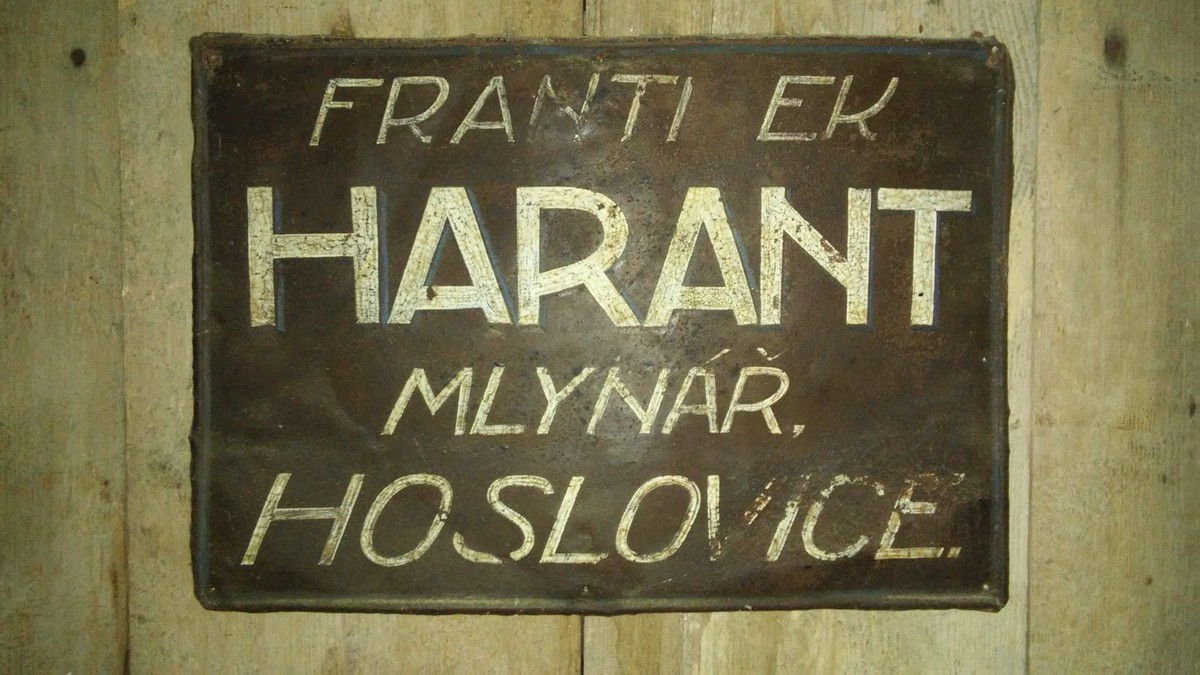 FRANTI EK
HARANT
MLYNÁŘ,
HOSLOVICE.